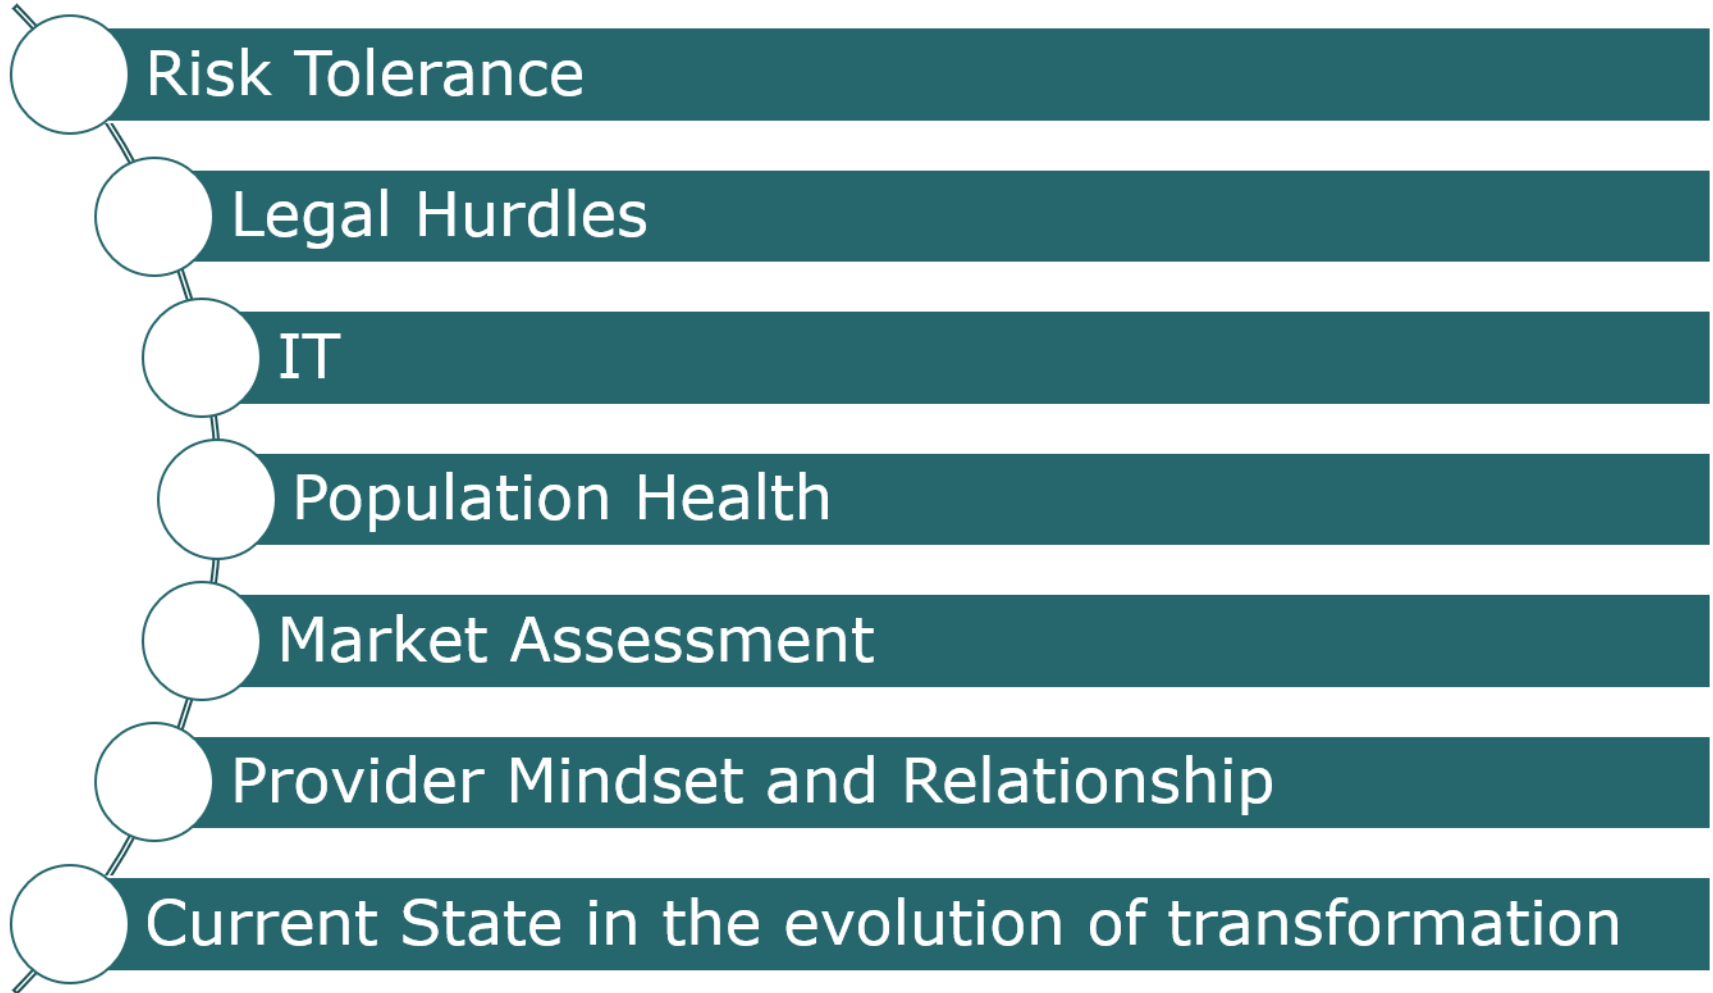 Risk Tolerance
Legal Hurdles
IT
Population Health
Market Assessment
Provider Mindset and Relationship
Current State in the evolution of transformation